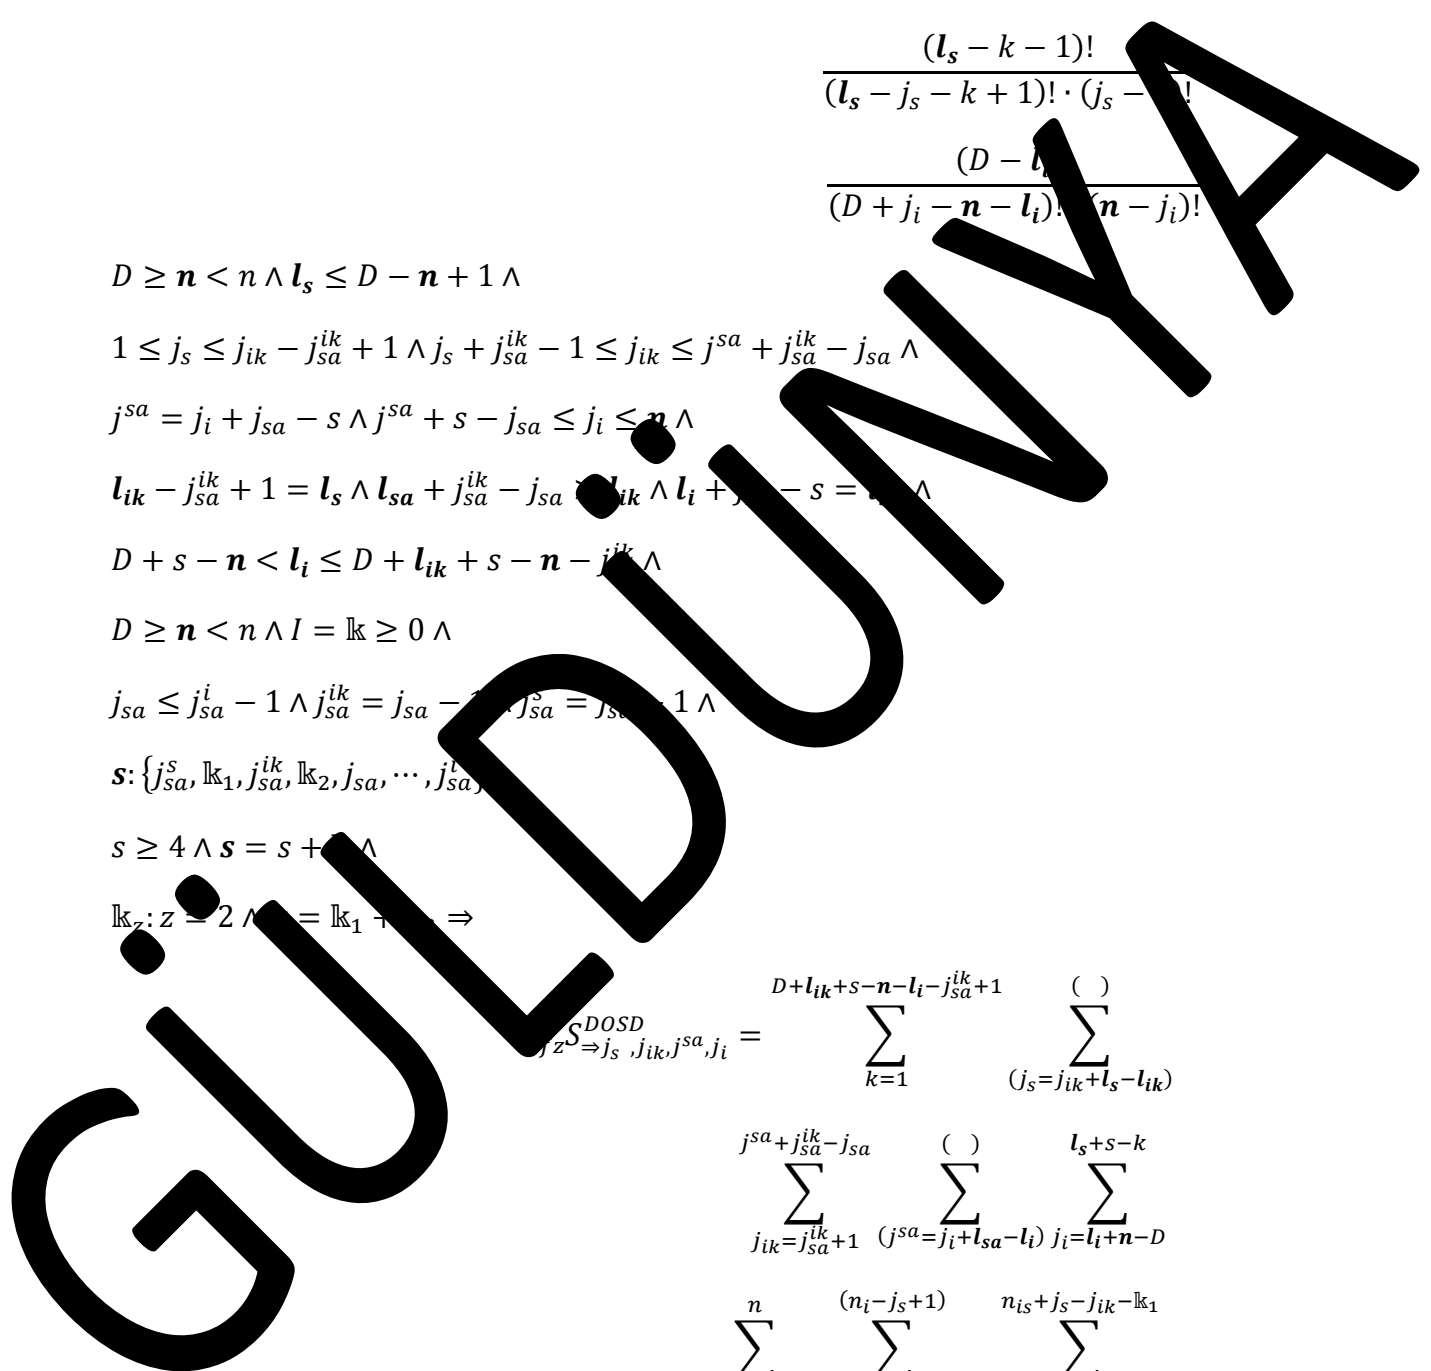 (l_s − k − 1)!
(l_s − j_s − k + 1)! · (j_s − )!
(D − l
(D + j_i − n − l_i)! (n − j_i)!
D ≥ n < n ∧ l_s ≤ D − n + 1 ∧
1 ≤ j_s ≤ j_ik − j_sa^ik + 1 ∧ j_s + j_sa^ik − 1 ≤ j_ik ≤ j^sa + j_sa^ik − j_sa ∧
j^sa = j_i + j_sa − s ∧ j^sa + s − j_sa ≤ j_i ≤ n ∧
l_ik − j_sa^ik + 1 = l_s ∧ l_sa + j_sa^ik − j_sa l_ik ∧ l_i + − s = ∧
D + s − n < l_i ≤ D + l_ik + s − n − j^ik ∧
D ≥ n < n ∧ I = 𝕜 ≥ 0 ∧
j_sa ≤ j_sa^i − 1 ∧ j_sa^ik = j_sa − j_sa^s = − 1 ∧
s: {j_sa^s, 𝕜_1, j_sa^ik, 𝕜_2, j_sa, ⋯ , j_sa^i
s ≥ 4 ∧ s = s + ∧
𝕜_z: z = 2 ∧ = 𝕜_1 + ⇒
_z S_{⇒j_s ,j_ik,j^sa,j_i}^{DOSD} = ∑_{k=1}^{D+l_ik+s−n−l_i−j_sa^ik+1} ∑_{(j_s=j_ik+l_s−l_ik)}^{( )}
∑_{j_ik=j_sa^ik+1}^{j^sa+j_sa^ik−j_sa} ∑_{(j^sa=j_i+l_sa−l_i)}^{( )} ∑_{j_i=l_i+n−D}^{l_s+s−k}
∑^{n} ∑^{(n_i−j_s+1)} ∑^{n_is+j_s−j_ik−𝕜_1}
GÜLDÜNYA